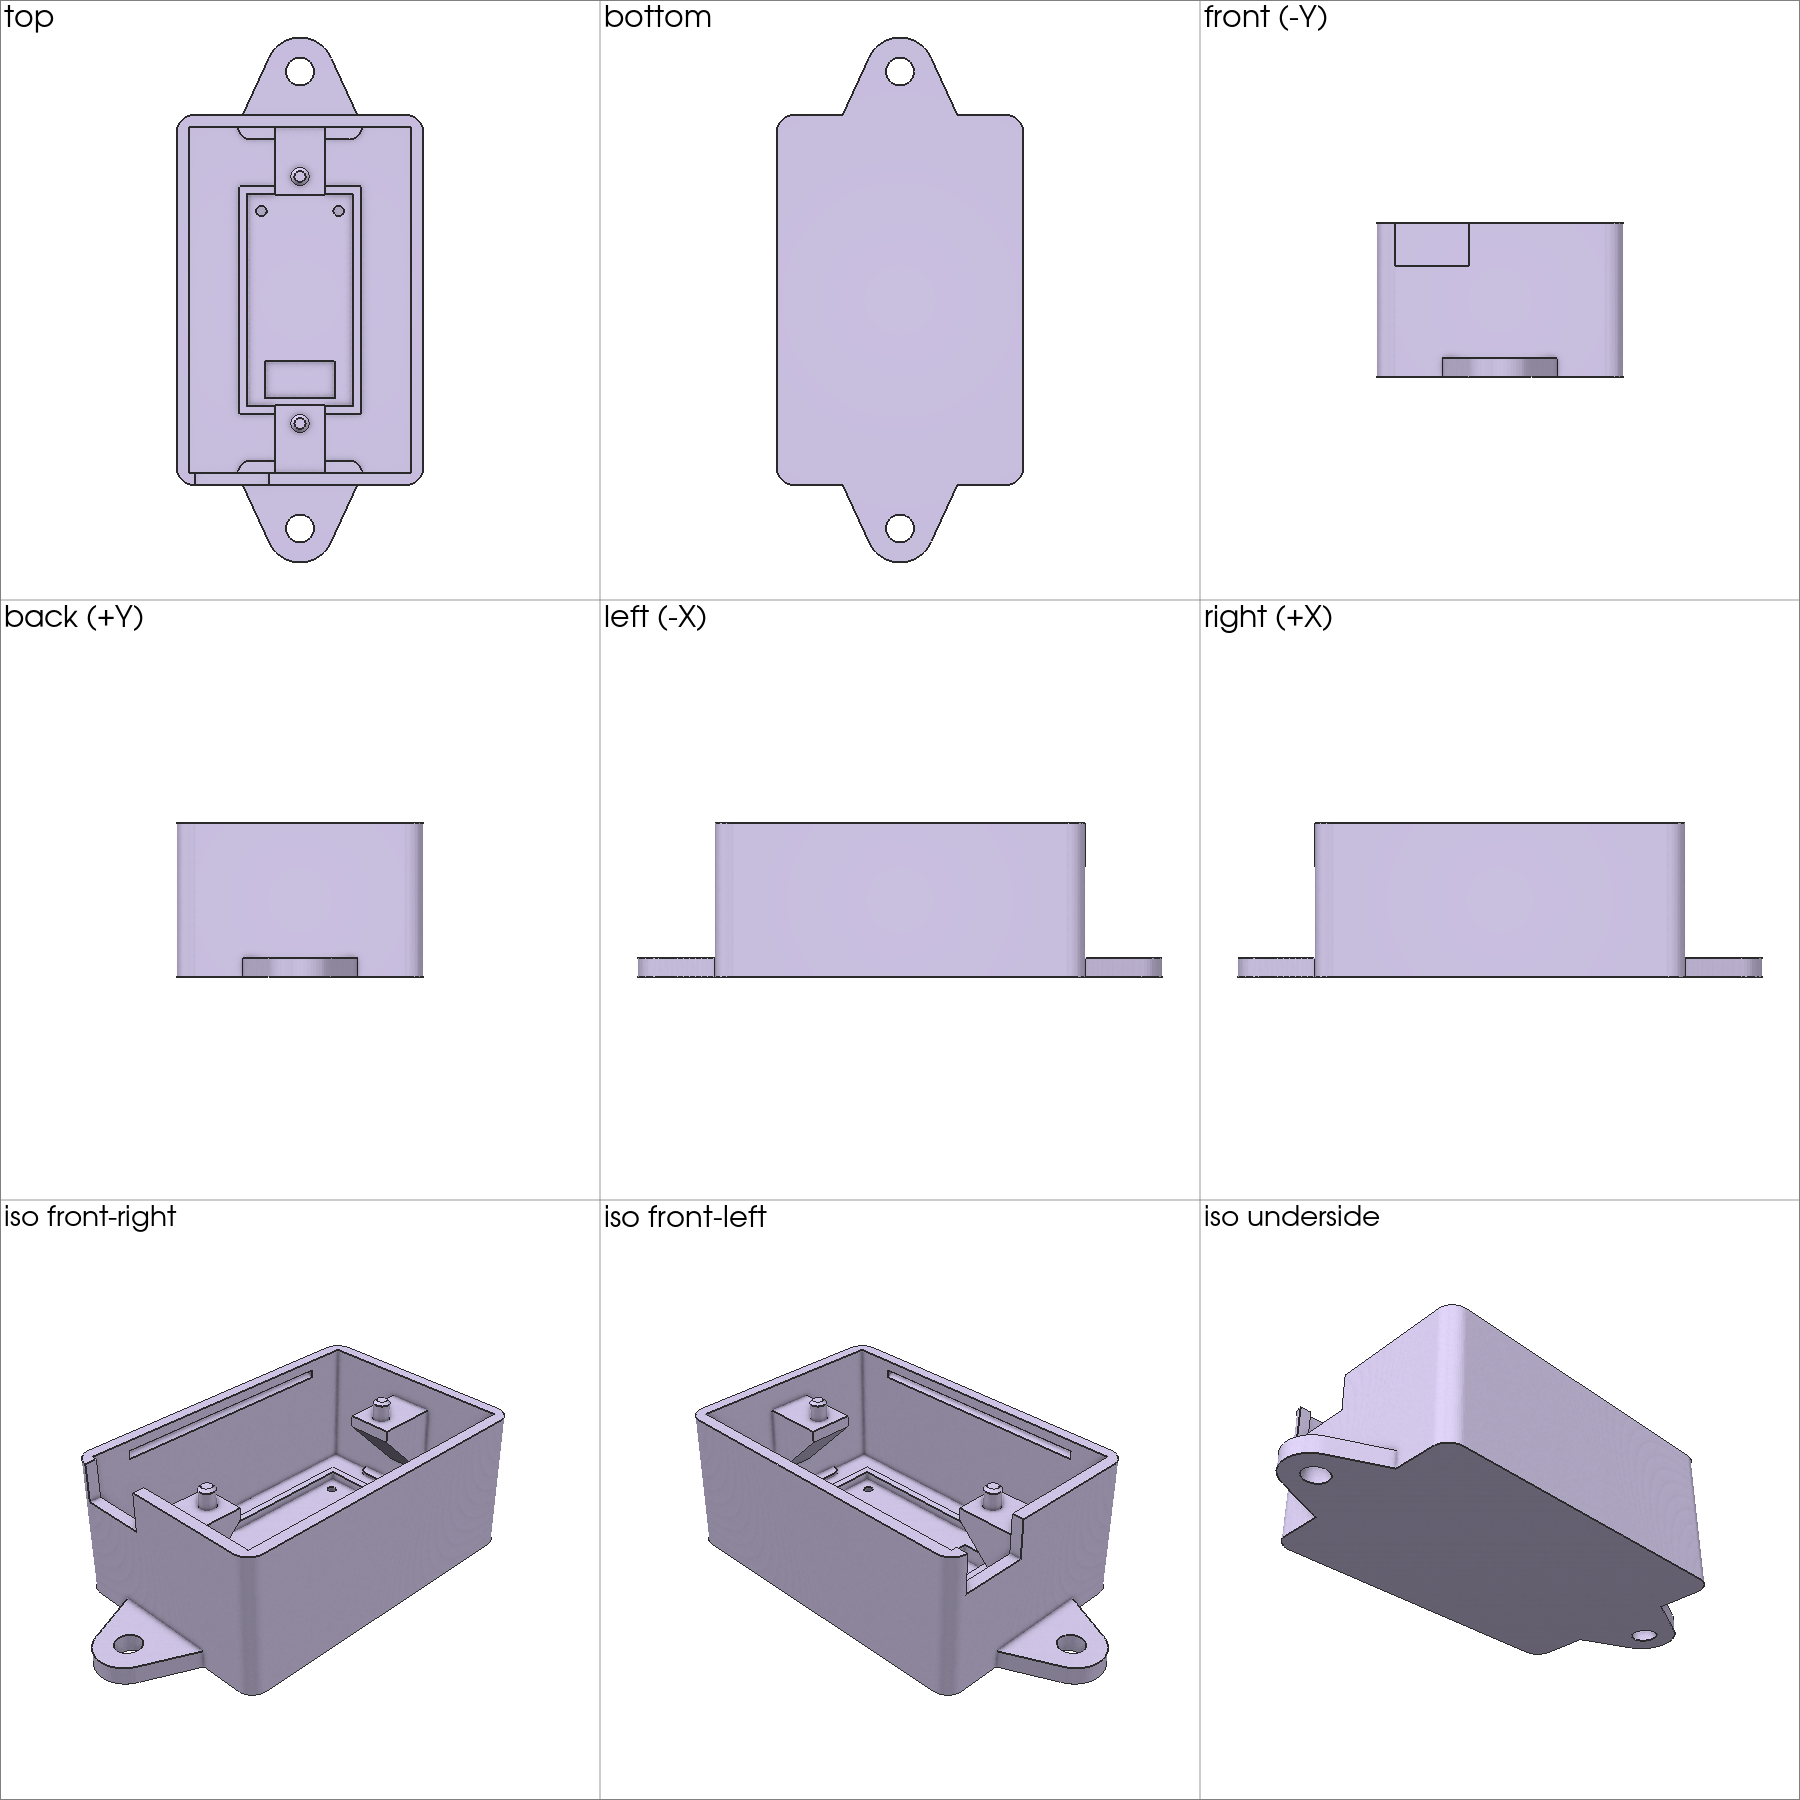 top
bottom
front (-Y)
back (+Y)
left (-X)
right (+X)
iso front-right
iso front-left
iso underside